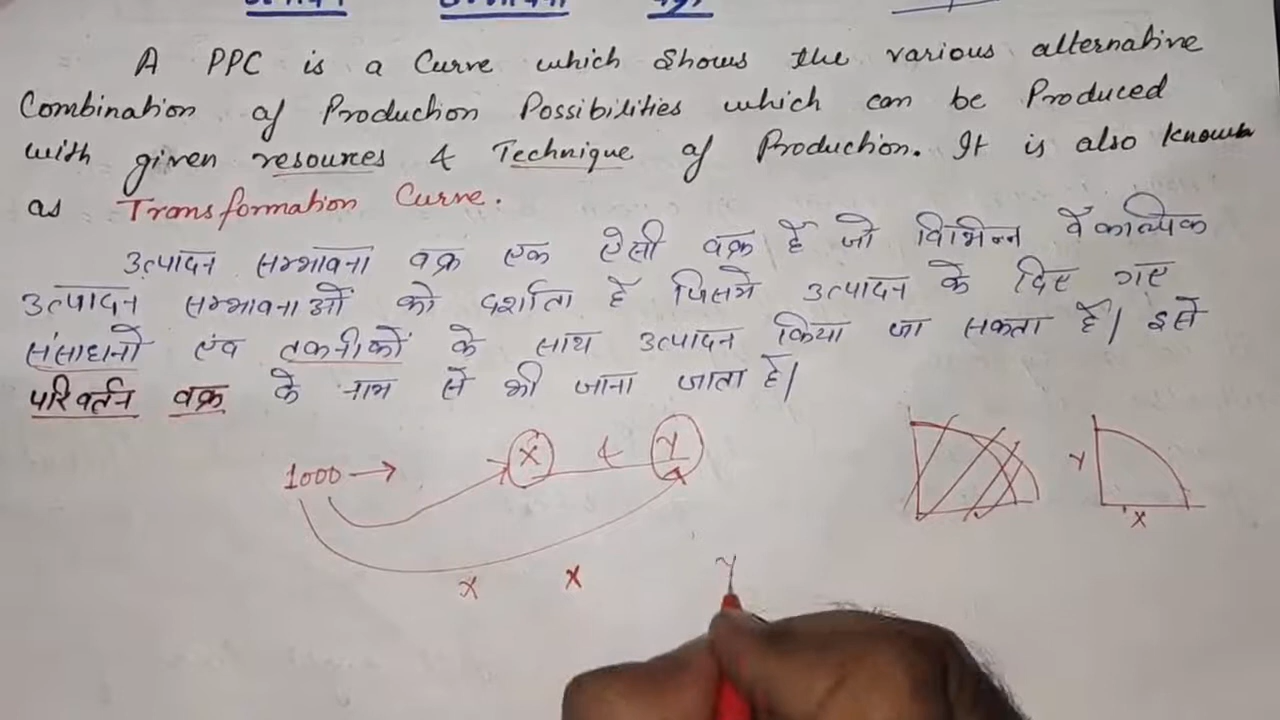 A PPC is a Curve which Shows the various alternative
Combination of Production Possibilities which can be Produced
with given resources & Technique of Production. It is also known
as Transformation Curve.
उत्पादन सम्भावना वक्र एक ऐसी वक्र है जो विभिन्न वैकल्पिक
उत्पादन सम्भावनाओं को दर्शाता है जिसमे उत्पादन के दिए गए
संसाधानों एंव तकनीकों के साथ उत्पादन किया जा सकता है। इसे
परिवर्तन वक्र के नाम से भी जाना जाता है।
1000 → X & Y
Y
X
X X Y